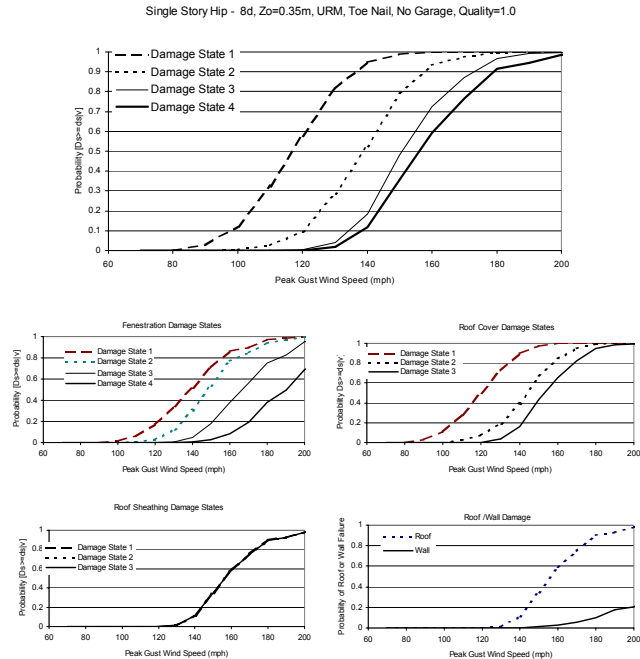 Single Story Hip - 8d, Zo=0.35m, URM, Toe Nail, No Garage, Quality=1.0
Probability [Ds>=ds|v]
1
0.9
0.8
0.7
0.6
0.5
0.4
0.3
0.2
0.1
0
Damage State 1
Damage State 2
Damage State 3
Damage State 4
60 80 100 120 140 160 180 200
Peak Gust Wind Speed (mph)
Fenestration Damage States
Probability [Ds>=ds|v]
1
0.8
0.6
0.4
0.2
0
Damage State 1
Damage State 2
Damage State 3
Damage State 4
60 80 100 120 140 160 180 200
Peak Gust Wind Speed (mph)
Roof Cover Damage States
Probability Ds>=ds|v]
1
0.8
0.6
0.4
0.2
0
Damage State 1
Damage State 2
Damage State 3
60 80 100 120 140 160 180 200
Peak Gust Wind Speed (mph)
Roof Sheathing Damage States
Probability [Ds>=ds|v]
1
0.8
0.6
0.4
0.2
0
Damage State 1
Damage State 2
Damage State 3
60 80 100 120 140 160 180 200
Peak Gust Wind Speed (mph)
Roof /Wall Damage
Probability of Roof or Wall Failure
1
0.8
0.6
0.4
0.2
0
Roof
Wall
60 80 100 120 140 160 180 200
Peak Gust Wind Speed (mph)